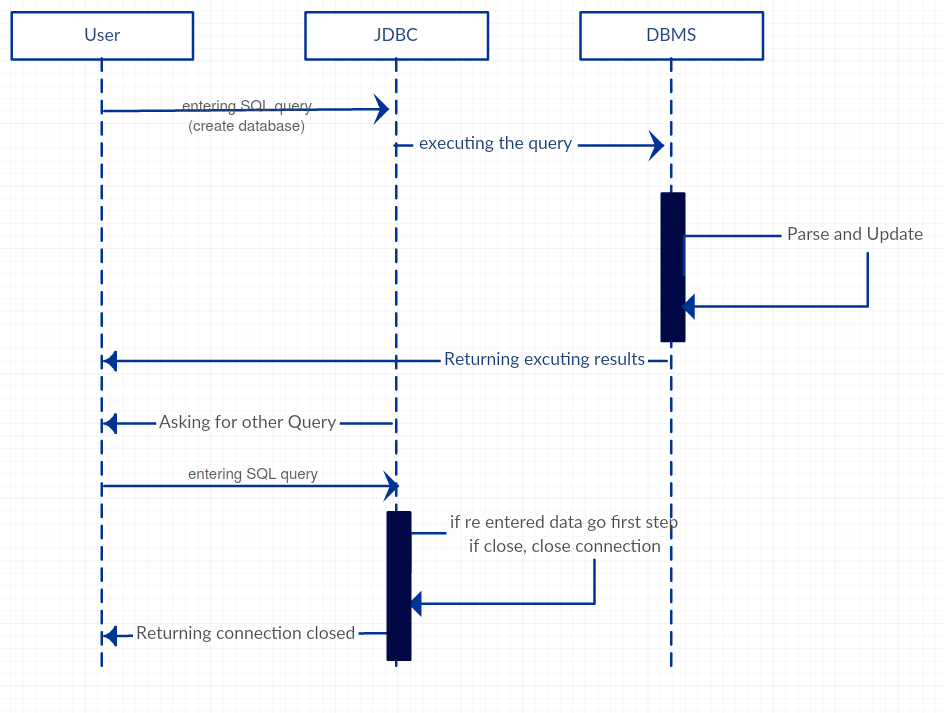 User
JDBC
DBMS
entering SQL query
(create database)
executing the query
Parse and Update
Returning excuting results
Asking for other Query
entering SQL query
if re entered data go first step
if close, close connection
Returning connection closed